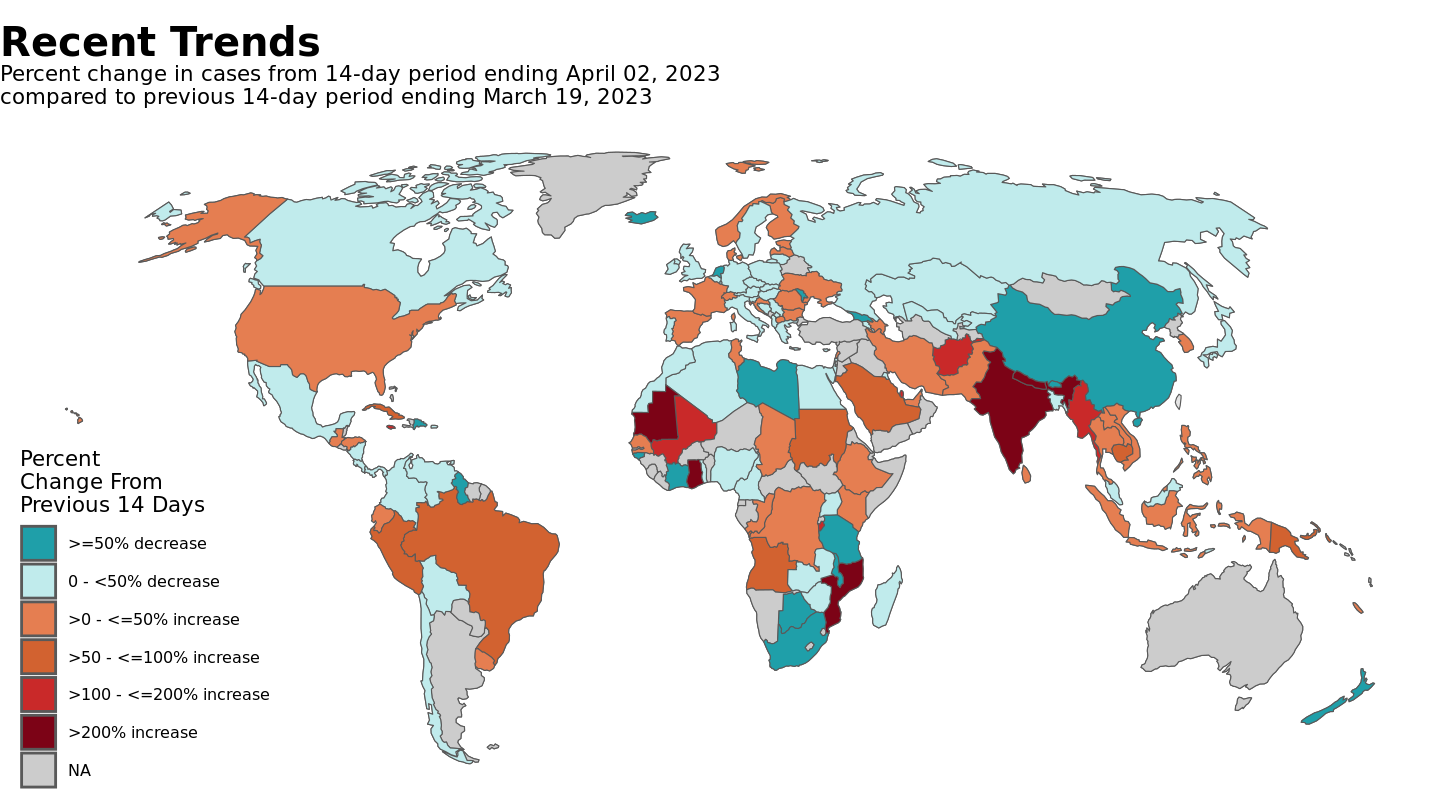 Recent Trends
Percent change in cases from 14-day period ending April 02, 2023
compared to previous 14-day period ending March 19, 2023
Percent
Change From
Previous 14 Days
>=50% decrease
0 - <50% decrease
>0 - <=50% increase
>50 - <=100% increase
>100 - <=200% increase
>200% increase
NA